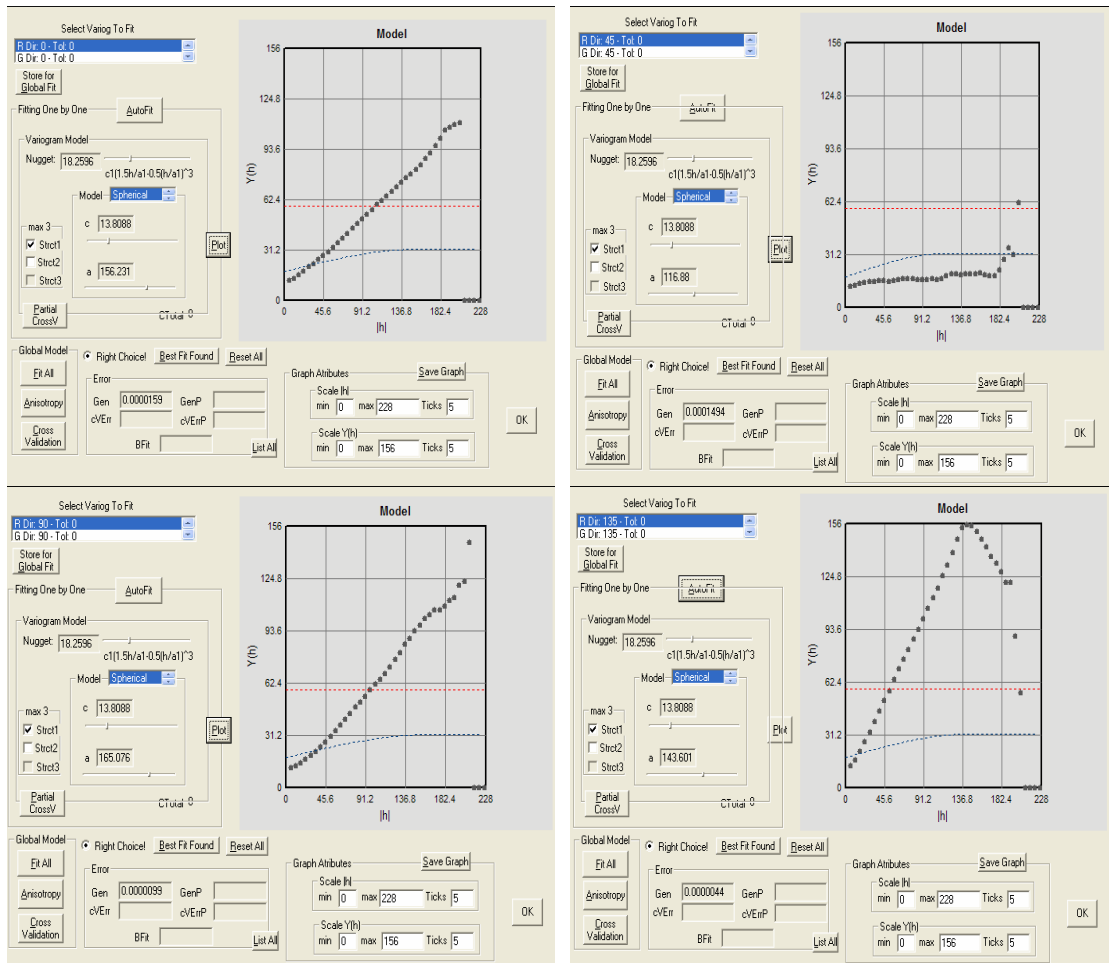 Select Variog To Fit
R Dir: 0 - Tol: 0
G Dir: 0 - Tol: 0
Store for
Global Fit
Fitting One by One
AutoFit
Variogram Model
Nugget: 18.2596
c1(1.5h/a1-0.5(h/a1)^3
Model Spherical
c 13.8088
max 3
Strct1
Strct2
Strct3
a 156.231
Plot
Partial
CrossV
CTotal 0
Model
156
124.8
93.6
62.4
31.2
0
Y(h)
0 45.6 91.2 136.8 182.4 228
|h|
Global Model
Fit All
Anisotropy
Cross
Validation
Right Choice! Best Fit Found Reset All
Error
Gen 0.0000159 GenP
cVErr cVErrP
BFit List All
Graph Atributes Save Graph
Scale |h|
min 0 max 228 Ticks 5
Scale Y(h)
min 0 max 156 Ticks 5
OK
Select Variog To Fit
R Dir: 45 - Tol: 0
G Dir: 45 - Tol: 0
Store for
Global Fit
Fitting One by One
AutoFit
Variogram Model
Nugget: 18.2596
c1(1.5h/a1-0.5(h/a1)^3
Model Spherical
c 13.8088
max 3
Strct1
Strct2
Strct3
a 116.88
Plot
Partial
CrossV
CTotal 0
Model
156
124.8
93.6
62.4
31.2
0
Y(h)
0 45.6 91.2 136.8 182.4 228
|h|
Global Model
Fit All
Anisotropy
Cross
Validation
Right Choice! Best Fit Found Reset All
Error
Gen 0.0001494 GenP
cVErr cVErrP
BFit List All
Graph Atributes Save Graph
Scale |h|
min 0 max 228 Ticks 5
Scale Y(h)
min 0 max 156 Ticks 5
OK
Select Variog To Fit
R Dir: 90 - Tol: 0
G Dir: 90 - Tol: 0
Store for
Global Fit
Fitting One by One
AutoFit
Variogram Model
Nugget: 18.2596
c1(1.5h/a1-0.5(h/a1)^3
Model Spherical
c 13.8088
max 3
Strct1
Strct2
Strct3
a 165.076
Plot
Partial
CrossV
CTotal 0
Model
156
124.8
93.6
62.4
31.2
0
Y(h)
0 45.6 91.2 136.8 182.4 228
|h|
Global Model
Fit All
Anisotropy
Cross
Validation
Right Choice! Best Fit Found Reset All
Error
Gen 0.0000099 GenP
cVErr cVErrP
BFit List All
Graph Atributes Save Graph
Scale |h|
min 0 max 228 Ticks 5
Scale Y(h)
min 0 max 156 Ticks 5
OK
Select Variog To Fit
R Dir: 135 - Tol: 0
G Dir: 135 - Tol: 0
Store for
Global Fit
Fitting One by One
AutoFit
Variogram Model
Nugget: 18.2596
c1(1.5h/a1-0.5(h/a1)^3
Model Spherical
c 13.8088
max 3
Strct1
Strct2
Strct3
a 143.601
Plot
Partial
CrossV
CTotal 0
Model
156
124.8
93.6
62.4
31.2
0
Y(h)
0 45.6 91.2 136.8 182.4 228
|h|
Global Model
Fit All
Anisotropy
Cross
Validation
Right Choice! Best Fit Found Reset All
Error
Gen 0.0000044 GenP
cVErr cVErrP
BFit List All
Graph Atributes Save Graph
Scale |h|
min 0 max 228 Ticks 5
Scale Y(h)
min 0 max 156 Ticks 5
OK